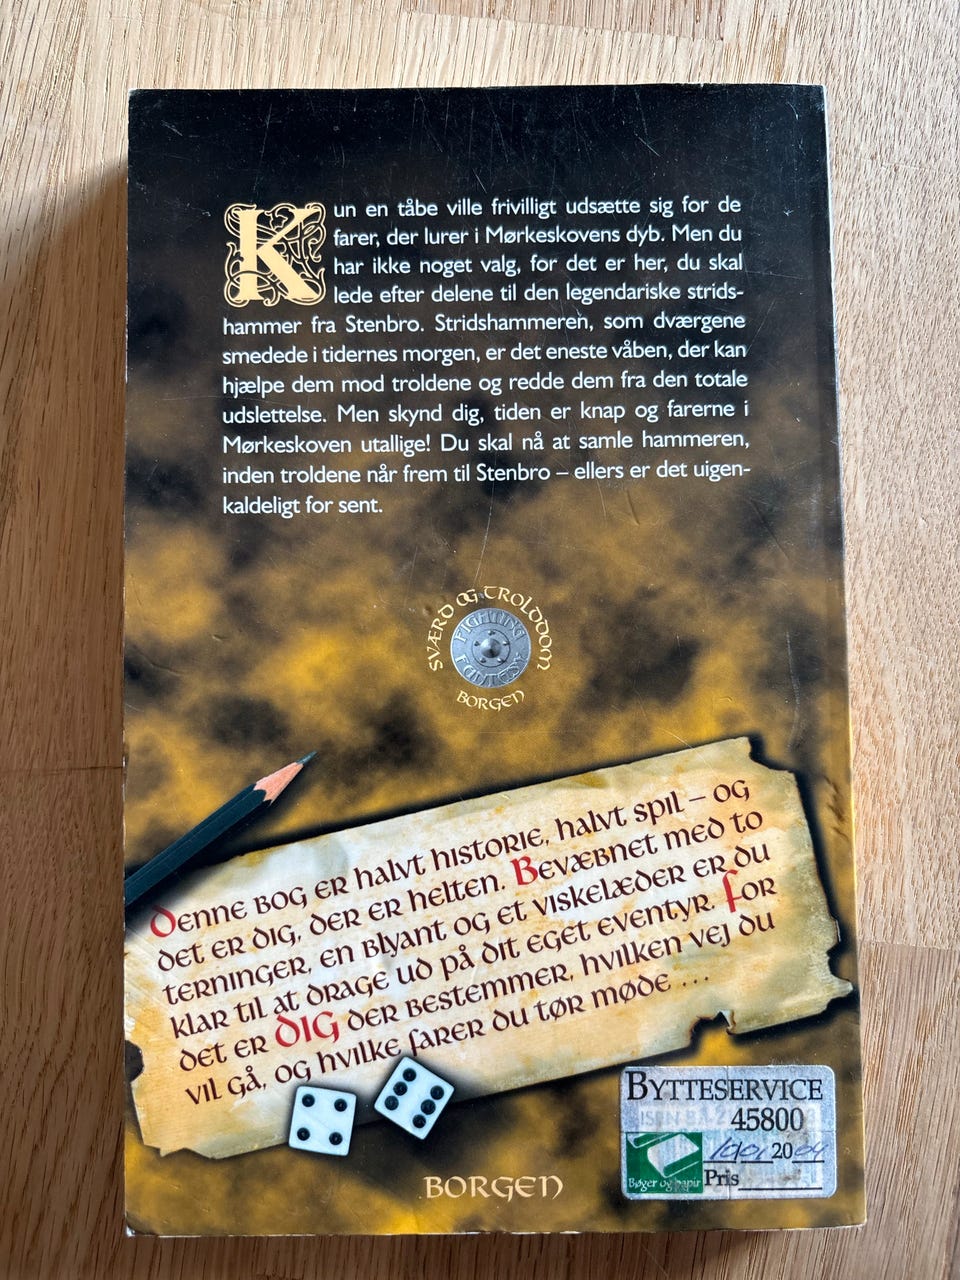 Kun en tåbe ville frivilligt udsætte sig for de
farer, der lurer i Mørkeskovens dyb. Men du
har ikke noget valg, for det er her, du skal
lede efter delene til den legendariske strids-
hammer fra Stenbro. Stridshammeren, som dværgene
smedede i tidernes morgen, er det eneste våben, der kan
hjælpe dem mod troldene og redde dem fra den totale
udslettelse. Men skynd dig, tiden er knap og farerne i
Mørkeskoven utallige! Du skal nå at samle hammeren,
inden troldene når frem til Stenbro – ellers er det uigen-
kaldeligt for sent.
SVÆRD OG TROLDDOM
FIGHTING
FANTASY
BORGEN
Denne bog er halvt historie, halvt spil – og
det er dig, der er helten. Bevæbnet med to
terninger, en blyant og et viskelæder er du
klar til at drage ud på dit eget eventyr. For
det er DIG der bestemmer, hvilken vej du
vil gå, og hvilke farer du tør møde ...
BYTTESERVICE
45800
20
Bøger og papir
Pris
BORGEN